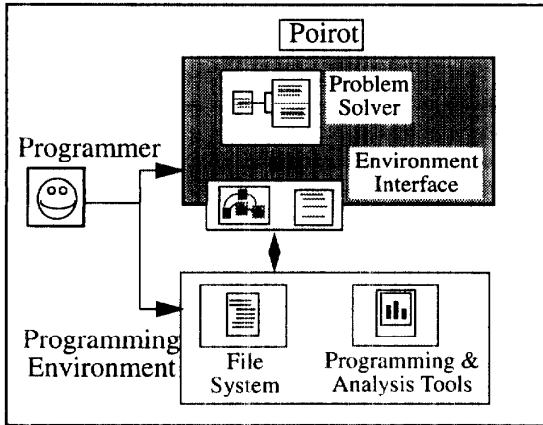 Poirot
Problem
Solver
Programmer
Environment
Interface
Programming
Environment
File
System
Programming &
Analysis Tools